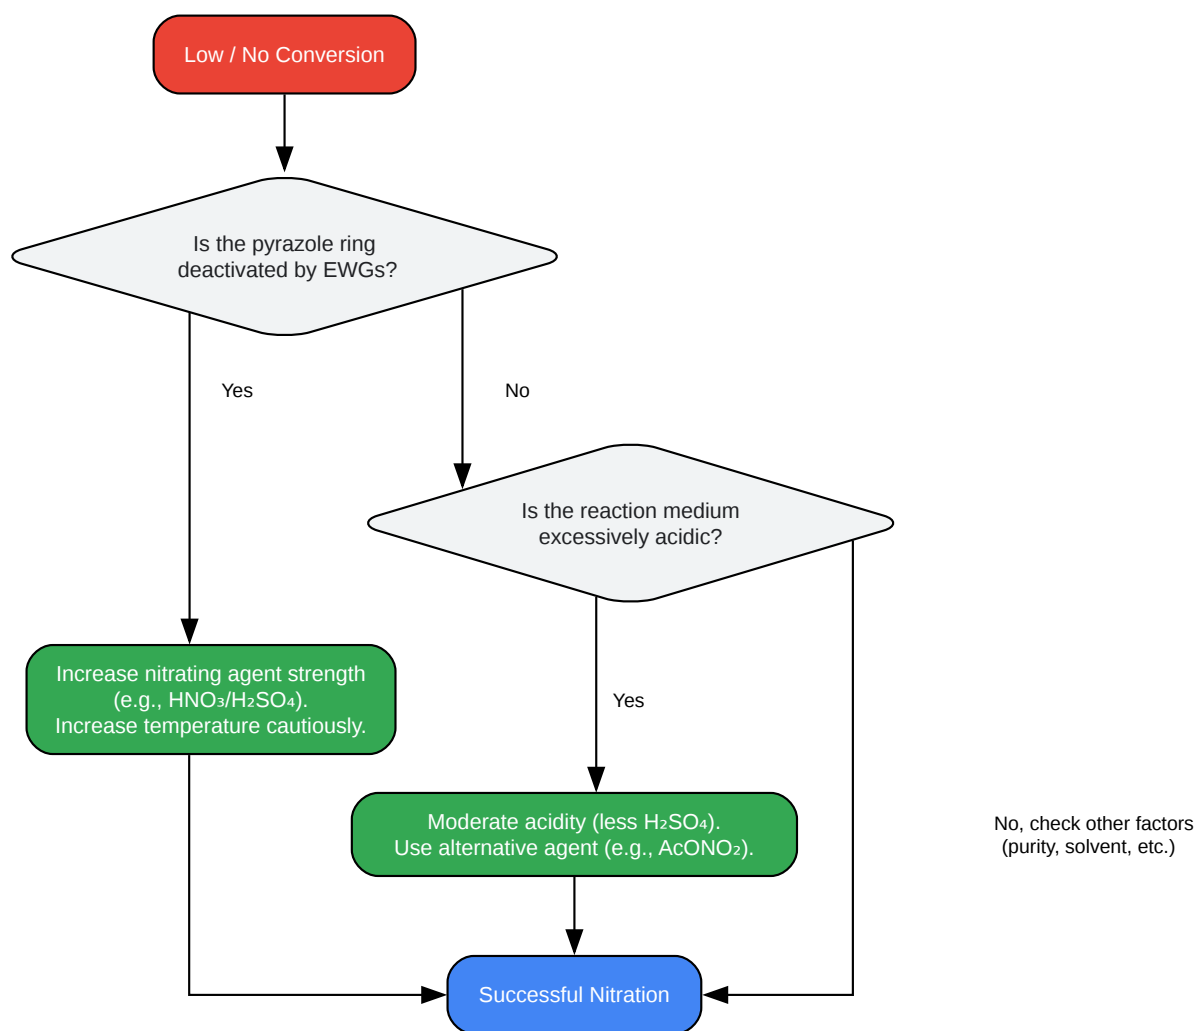 Low / No Conversion
Is the pyrazole ring
deactivated by EWGs?
Yes
No
Is the reaction medium
excessively acidic?
Increase nitrating agent strength
(e.g., HNO₃/H₂SO₄).
Increase temperature cautiously.
Yes
Moderate acidity (less H₂SO₄).
Use alternative agent (e.g., AcONO₂).
No, check other factors
(purity, solvent, etc.)
Successful Nitration